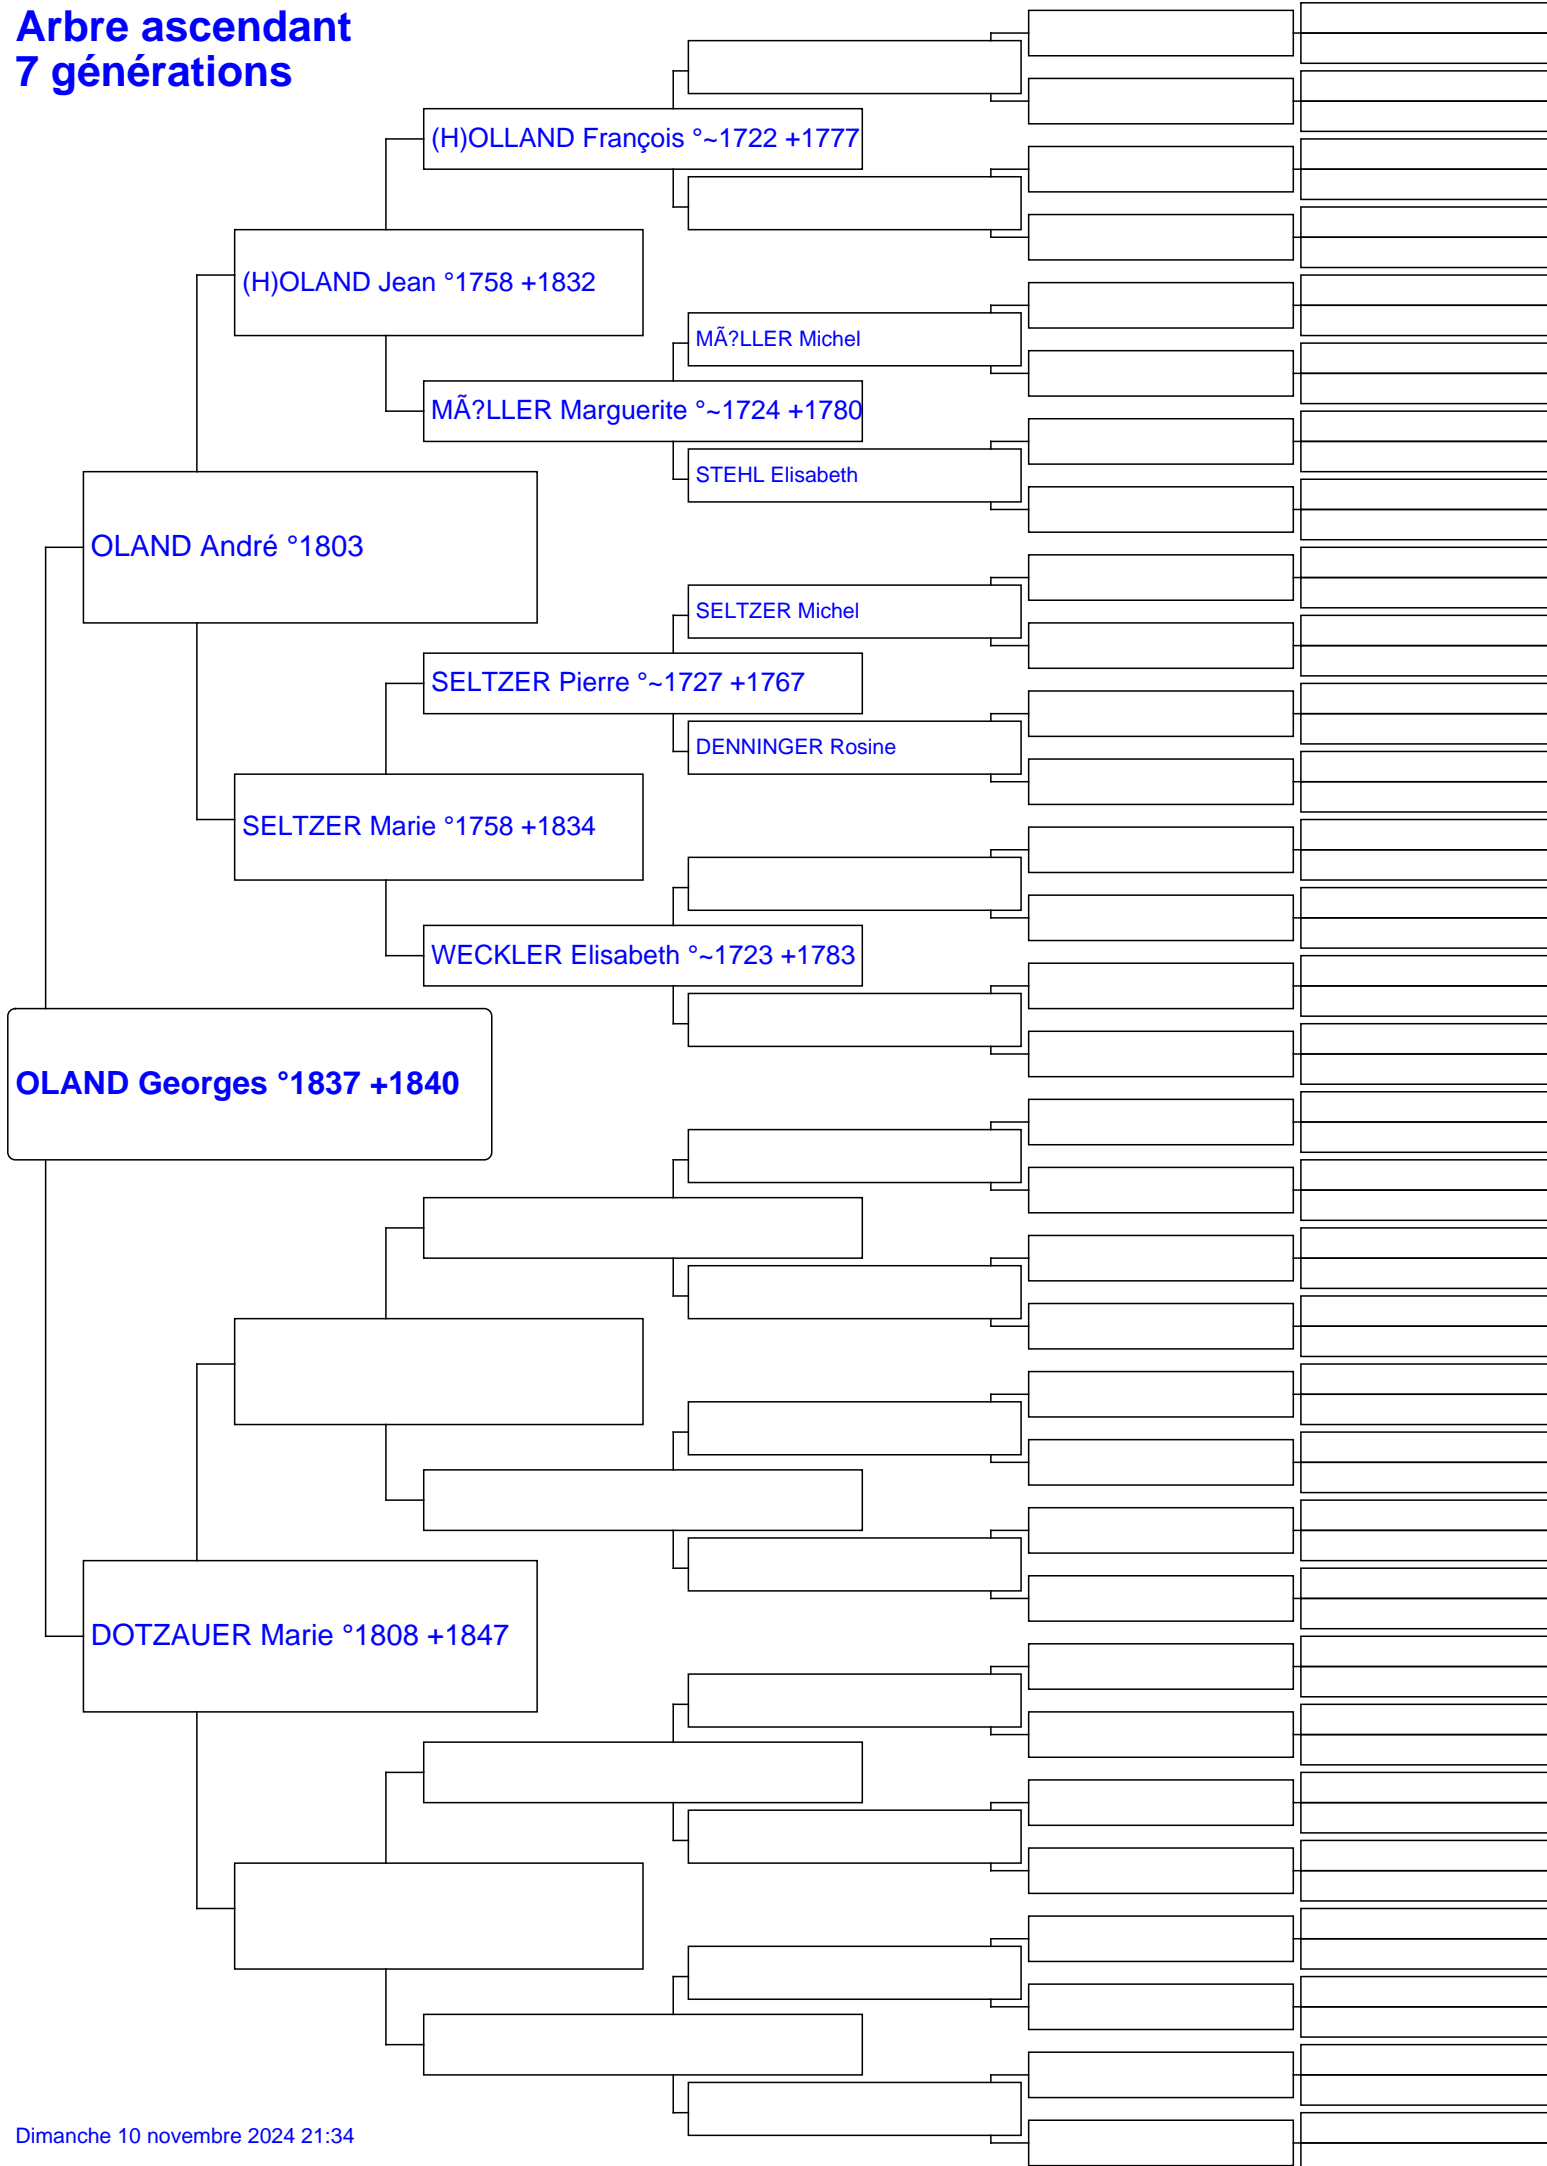 Arbre ascendant
7 générations
(H)OLLAND François °~1722 +1777
(H)OLAND Jean °1758 +1832
MÃ?LLER Michel
MÃ?LLER Marguerite °~1724 +1780
STEHL Elisabeth
OLAND André °1803
SELTZER Michel
SELTZER Pierre °~1727 +1767
DENNINGER Rosine
SELTZER Marie °1758 +1834
WECKLER Elisabeth °~1723 +1783
OLAND Georges °1837 +1840
DOTZAUER Marie °1808 +1847
Dimanche 10 novembre 2024 21:34